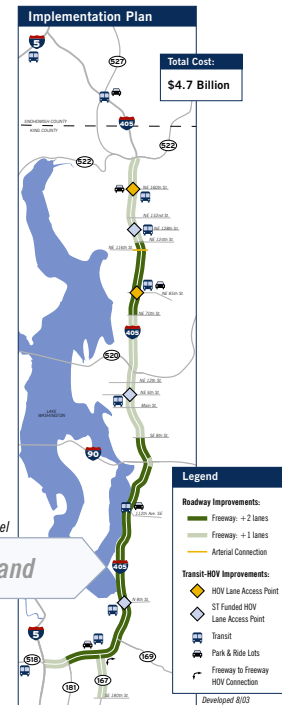 Implementation Plan
5
527
Total Cost:
$4.7 Billion
SNOHOMISH COUNTY
KING COUNTY
405
522
522
NE 160th St.
NE 132nd St.
NE 128th St.
NE 124th St.
NE 116th St.
NE 85th St.
NE 70th St.
405
520
NE 12th St.
NE 6th St.
Main St.
LAKE
WASHINGTON
SE 8th St.
90
112th Ave. SE
el
and
405
N 8th St.
5
518
169
167
181
SE 180th St.
Legend
Roadway Improvements:
Freeway: +2 lanes
Freeway: +1 lanes
Arterial Connection
Transit-HOV Improvements:
HOV Lane Access Point
ST Funded HOV
Lane Access Point
Transit
Park & Ride Lots
Freeway to Freeway
HOV Connection
Developed 8/03